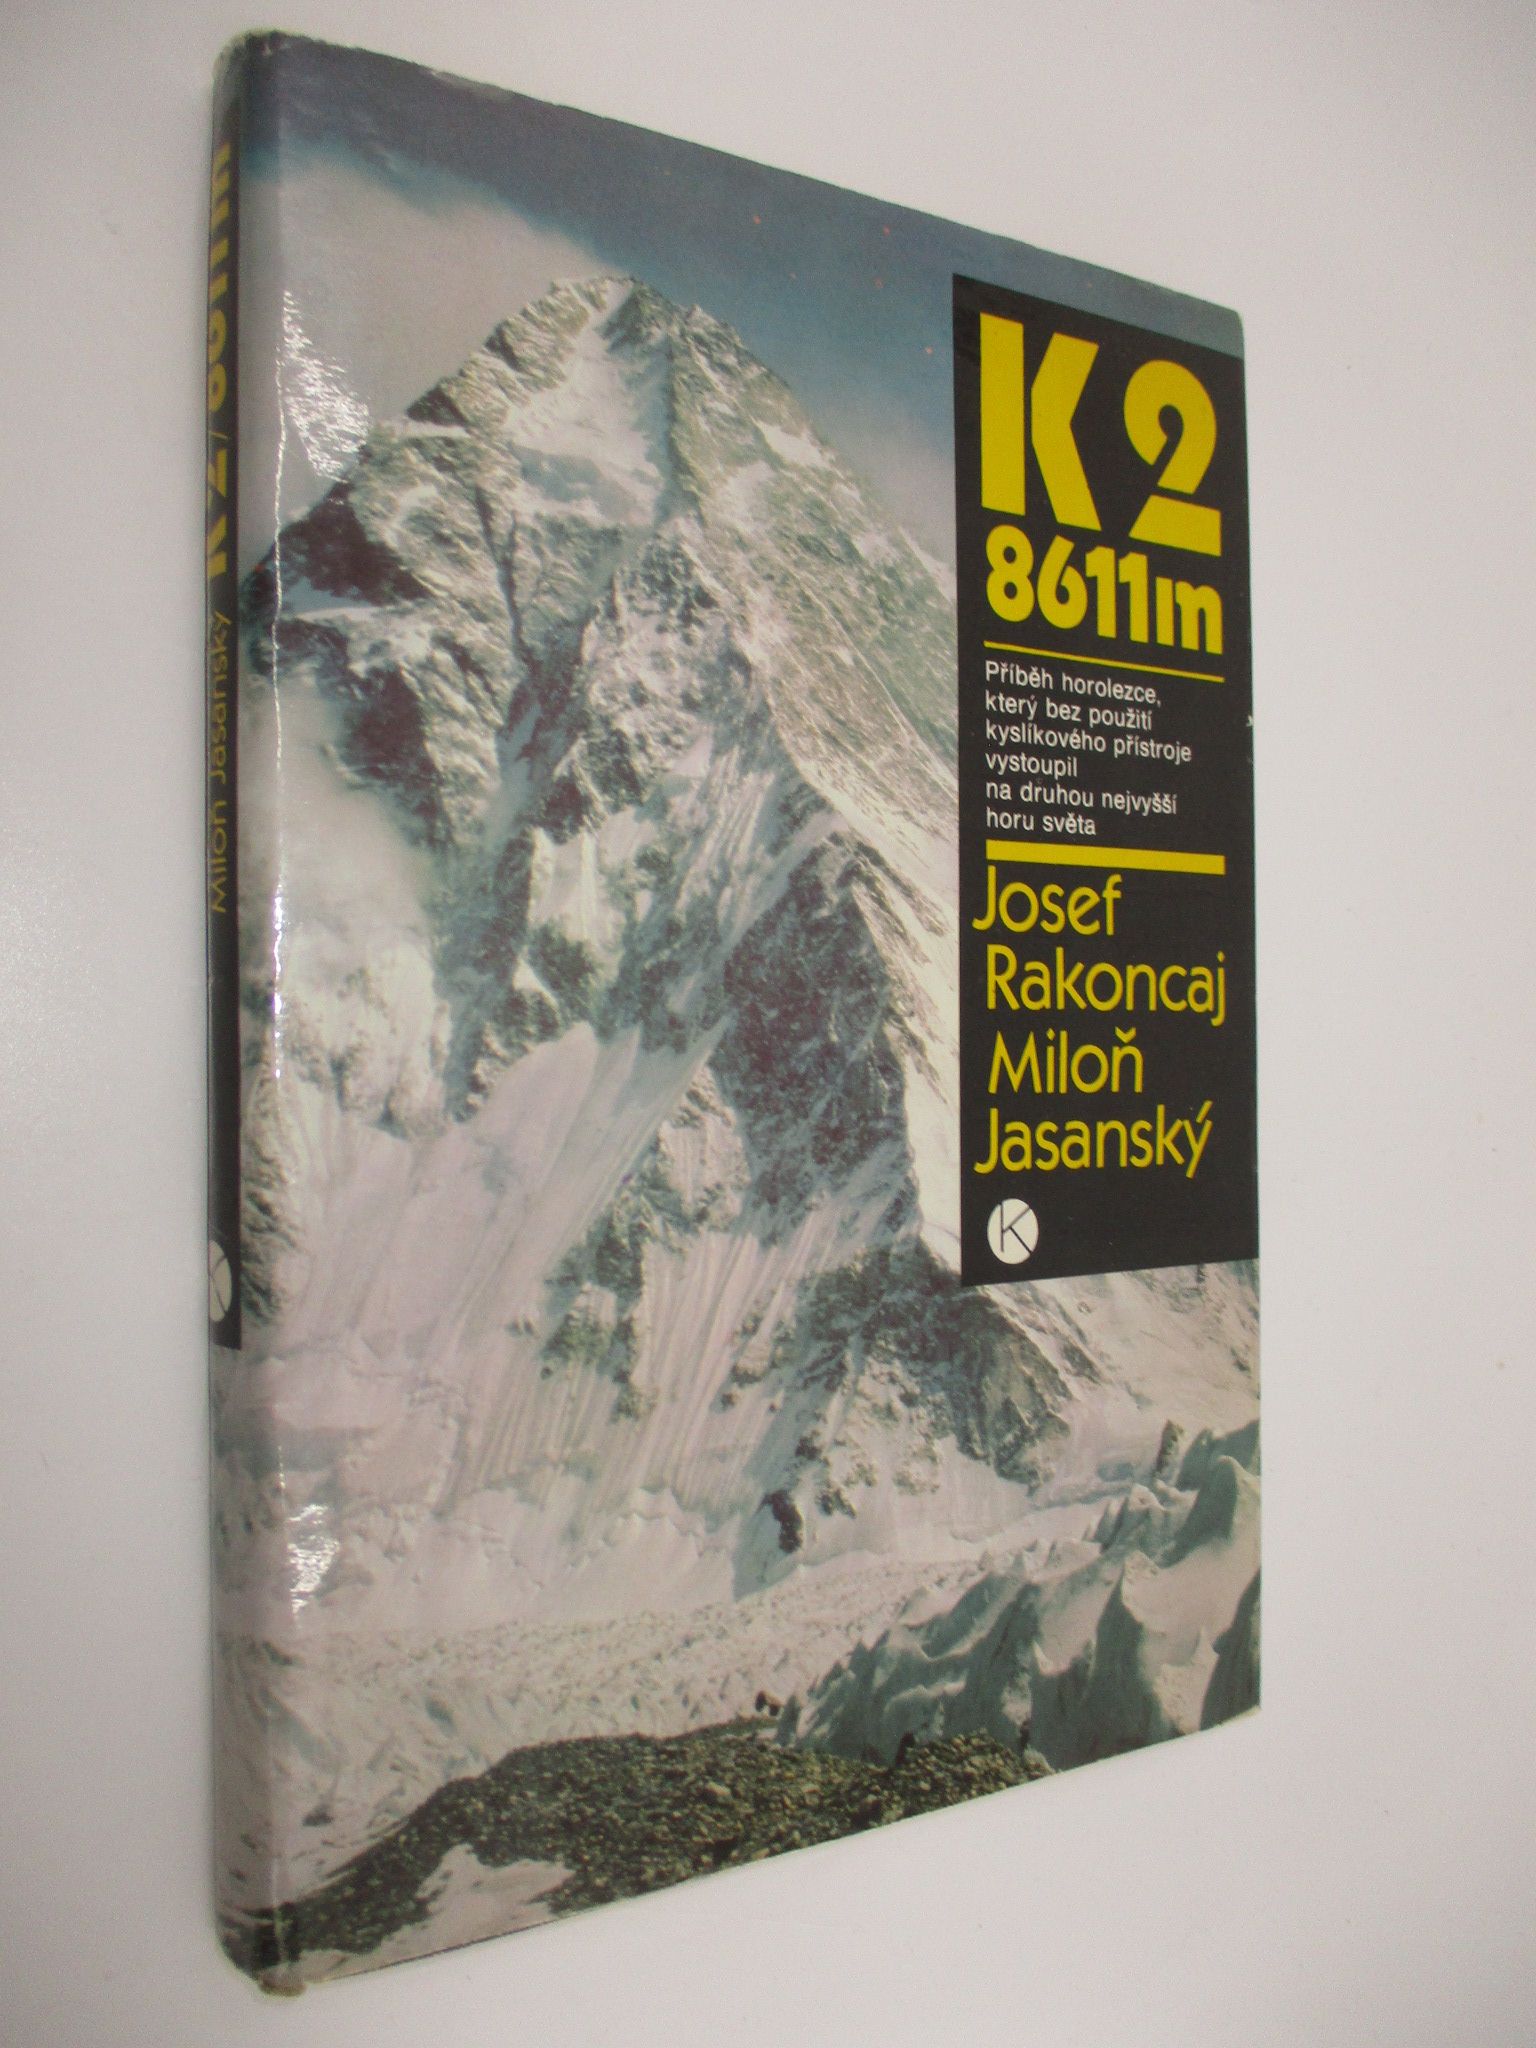 K2
8611m
Příběh horolezce,
který bez použití
kyslíkového přístroje
vystoupil
na druhou nejvyšší
horu světa
Josef
Rakoncaj
Miloň
Jasanský
K
Miloň Jasanský K2/8611m
K